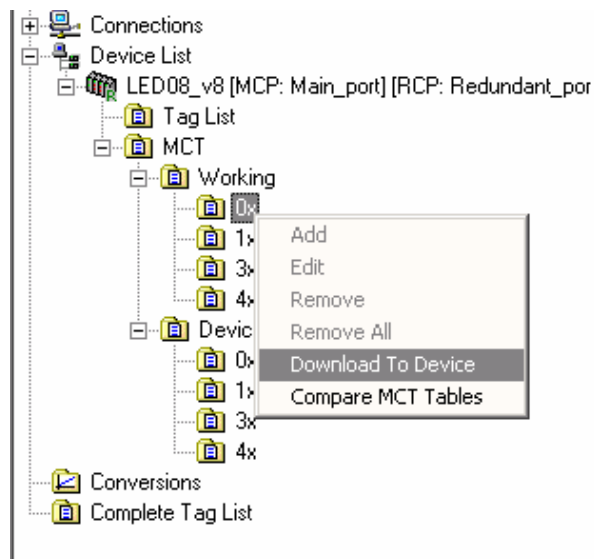 Connections
Device List
LED08_v8 [MCP: Main_port] [RCP: Redundant_por
Tag List
MCT
Working
0x
1x
3x
4x
Add
Edit
Remove
Remove All
Download To Device
Compare MCT Tables
Devic
0x
1x
3x
4x
Conversions
Complete Tag List